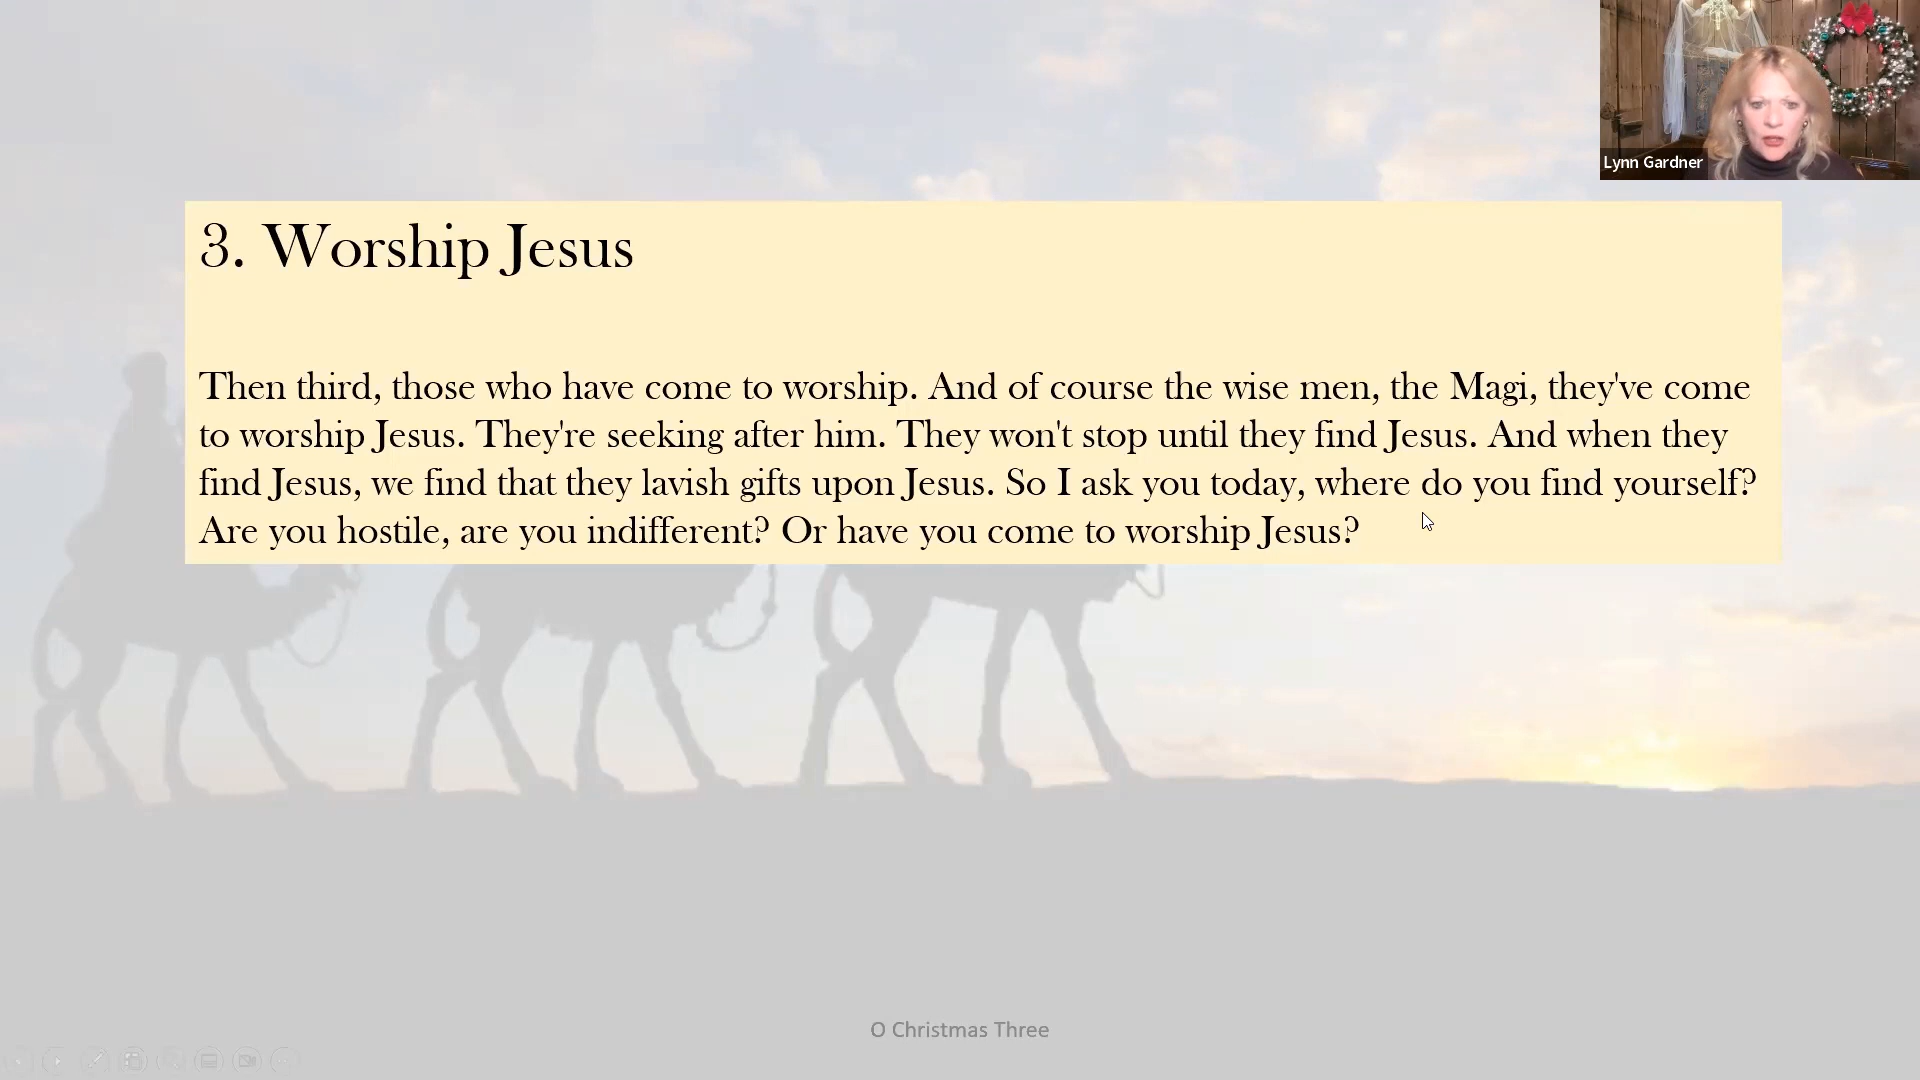 Lynn Gardner
3. Worship Jesus
Then third, those who have come to worship. And of course the wise men, the Magi, they've come
to worship Jesus. They're seeking after him. They won't stop until they find Jesus. And when they
find Jesus, we find that they lavish gifts upon Jesus. So I ask you today, where do you find yourself?
Are you hostile, are you indifferent? Or have you come to worship Jesus?
O Christmas Three